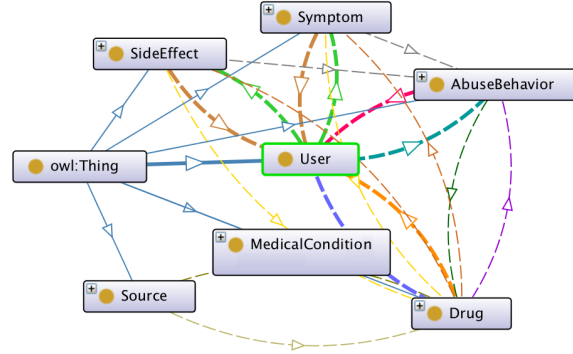 Symptom
SideEffect
AbuseBehavior
owl:Thing
User
MedicalCondition
Source
Drug